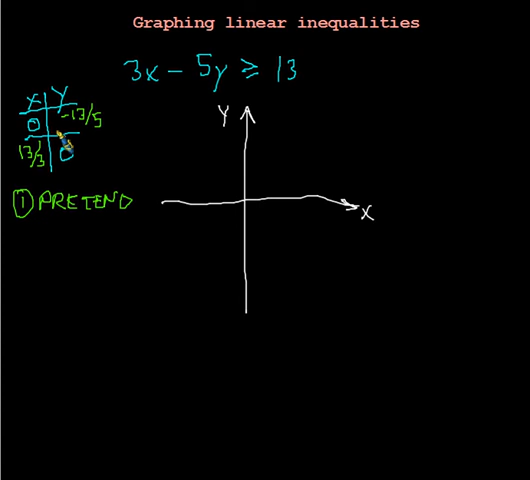 Graphing linear inequalities
3x - 5y ≥ 13
x y
0 -13/5
13/3 0
① PRETEND
Y
X